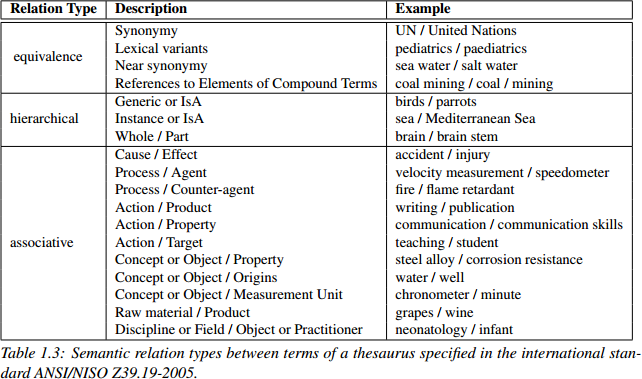 Relation Type Description Example
equivalence
Synonymy UN / United Nations
Lexical variants pediatrics / paediatrics
Near synonymy sea water / salt water
References to Elements of Compound Terms coal mining / coal / mining
hierarchical
Generic or IsA birds / parrots
Instance or IsA sea / Mediterranean Sea
Whole / Part brain / brain stem
associative
Cause / Effect accident / injury
Process / Agent velocity measurement / speedometer
Process / Counter-agent fire / flame retardant
Action / Product writing / publication
Action / Property communication / communication skills
Action / Target teaching / student
Concept or Object / Property steel alloy / corrosion resistance
Concept or Object / Origins water / well
Concept or Object / Measurement Unit chronometer / minute
Raw material / Product grapes / wine
Discipline or Field / Object or Practitioner neonatology / infant
Table 1.3: Semantic relation types between terms of a thesaurus specified in the international stan-
dard ANSI/NISO Z39.19-2005.